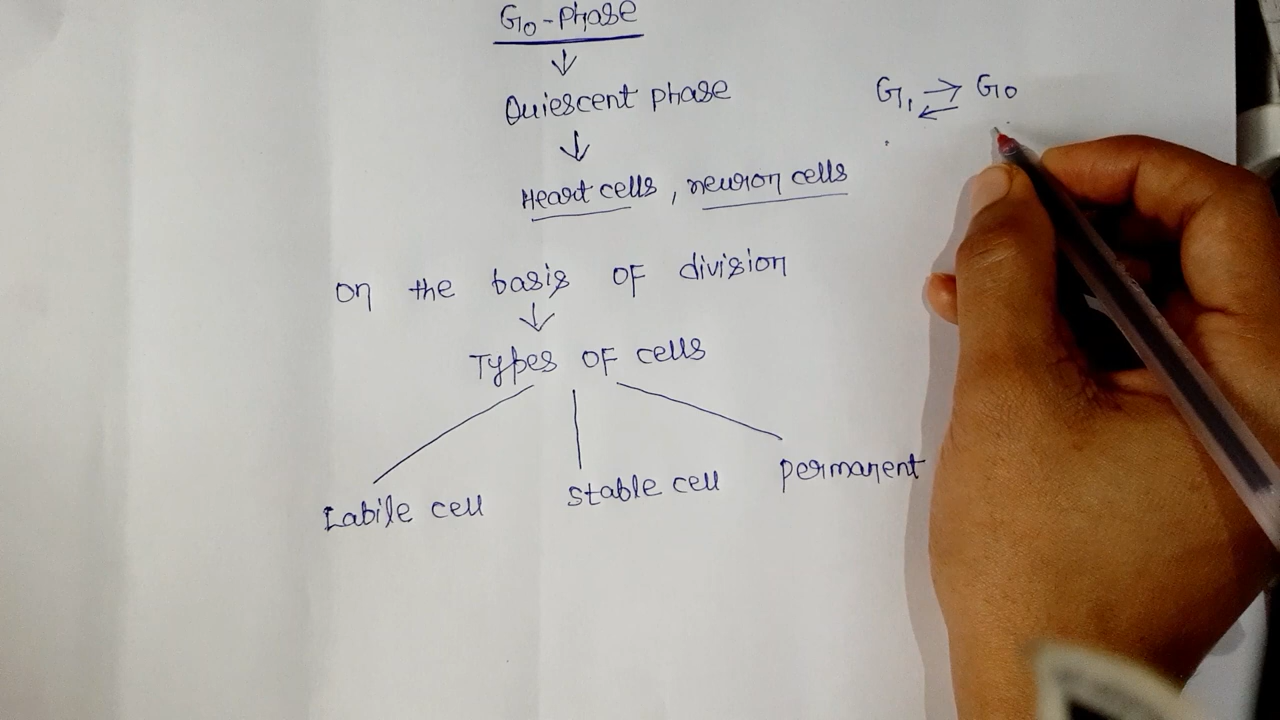 G0-Phase
↓
Quiescent phase
G1 ⇄ G0
↓
Heart cells, neuron cells
on the basis of division
↓
Types of cells
Labile cell
stable cell
permanent